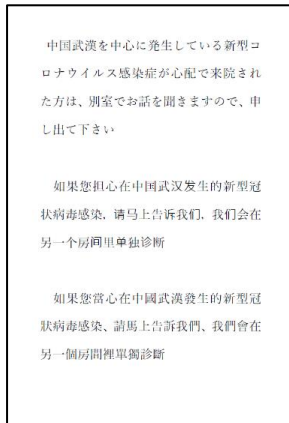 中国武漢を中心に発生している新型コ
ロナウイルス感染症が心配で来院され
た方は、別室でお話を聞きますので、申
し出て下さい
如果您担心在中国武汉发生的新型冠
状病毒感染，请马上告诉我们，我们会在
另一个房间里单独诊断
如果您當心在中國武漢發生的新型冠
狀病毒感染、請馬上告訴我們、我們會在
另一個房間裡單獨診斷